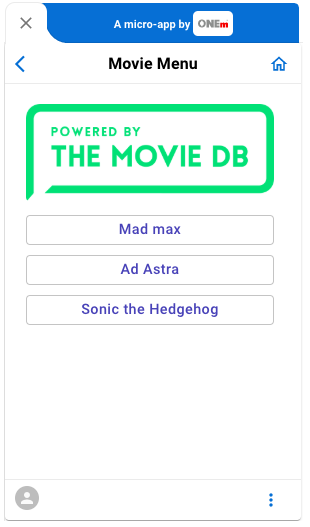 A micro-app by ONEm
Movie Menu
POWERED BY
THE MOVIE DB
Mad max
Ad Astra
Sonic the Hedgehog